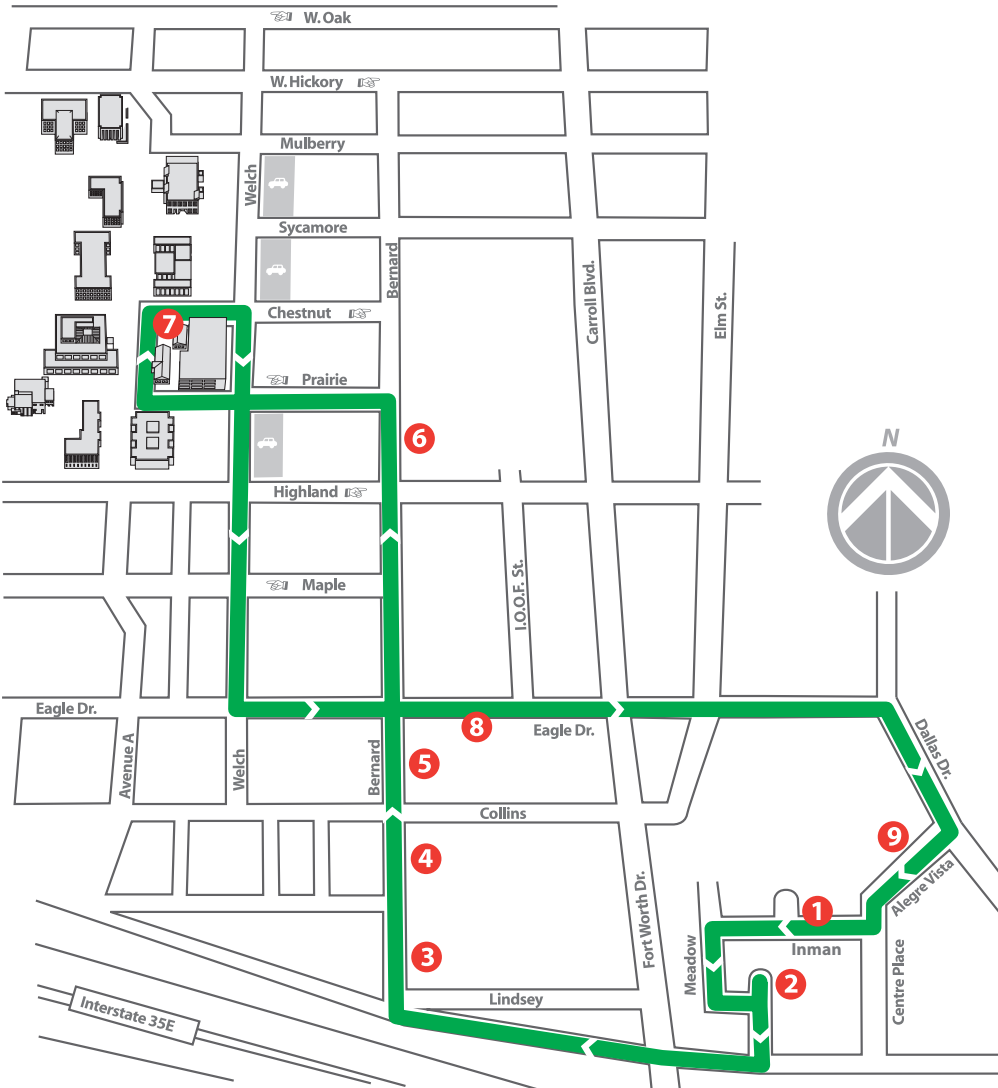 W. Oak
W. Hickory
Mulberry
Welch
Sycamore
Bernard
Carroll Blvd.
Elm St.
Chestnut
7
Prairie
6
N
Highland
I.O.O.F. St.
Maple
Eagle Dr.
8
Eagle Dr.
Dallas Dr.
Avenue A
Welch
Bernard
5
Collins
9
4
Alegre Vista
Fort Worth Dr.
1
Meadow
Inman
3
2
Centre Place
Lindsey
Interstate 35E